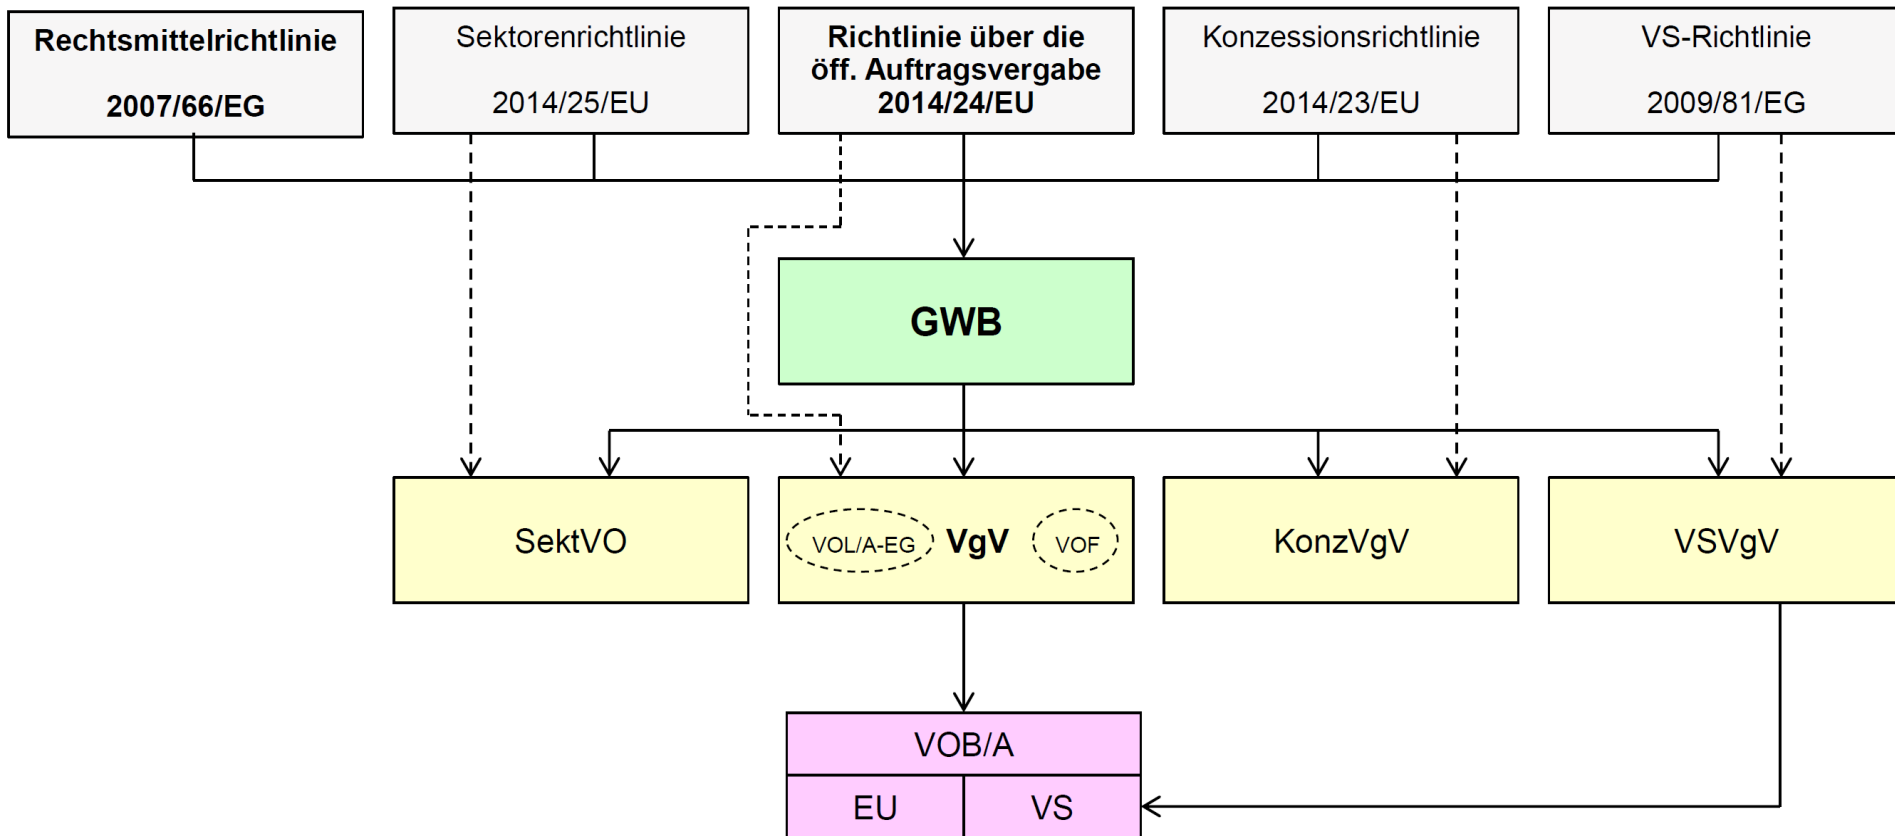 Rechtsmittelrichtlinie
2007/66/EG
Sektorenrichtlinie
2014/25/EU
Richtlinie über die
öff. Auftragsvergabe
2014/24/EU
Konzessionsrichtlinie
2014/23/EU
VS-Richtlinie
2009/81/EG
GWB
SektVO
VOL/A-EG
VgV
VOF
KonzVgV
VSVgV
VOB/A
EU
VS